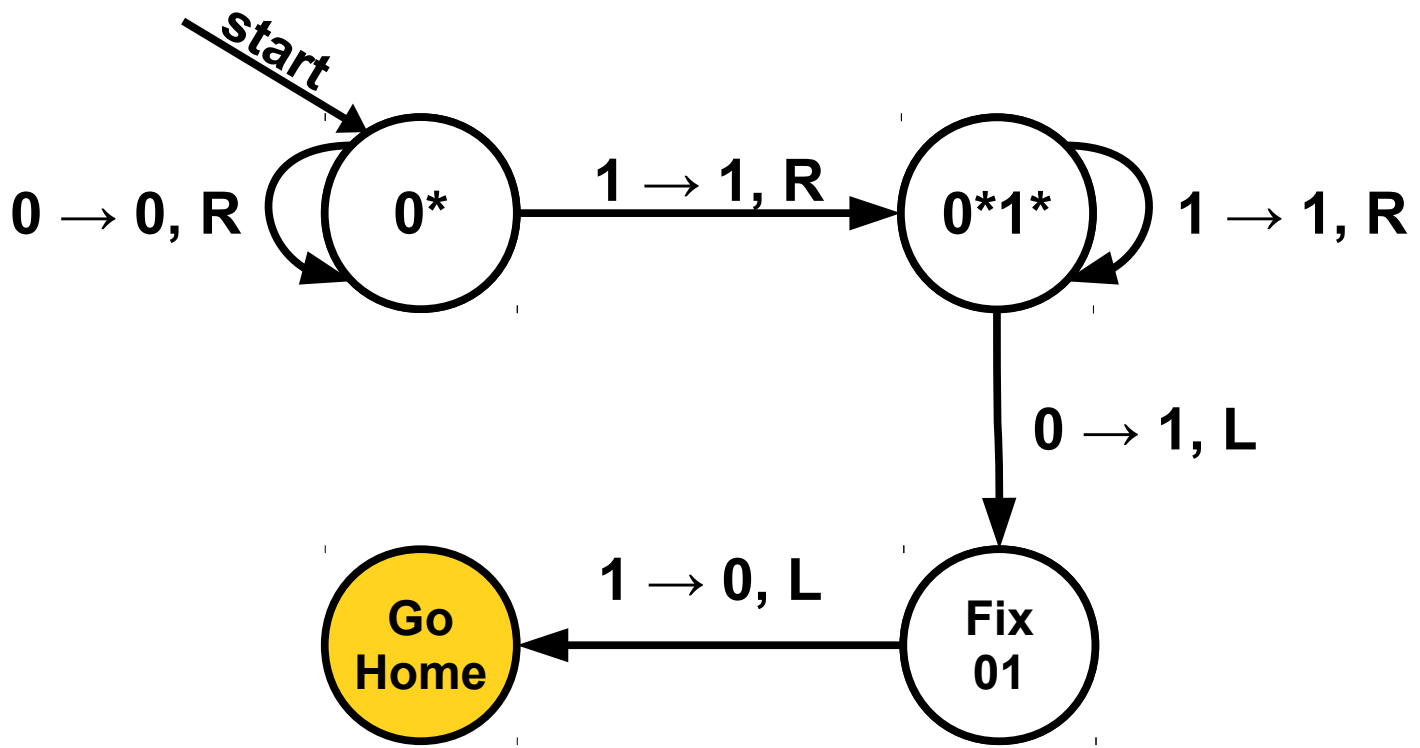 start
0 → 0, R
0*
1 → 1, R
0*1*
1 → 1, R
0 → 1, L
1 → 0, L
Go
Home
Fix
01